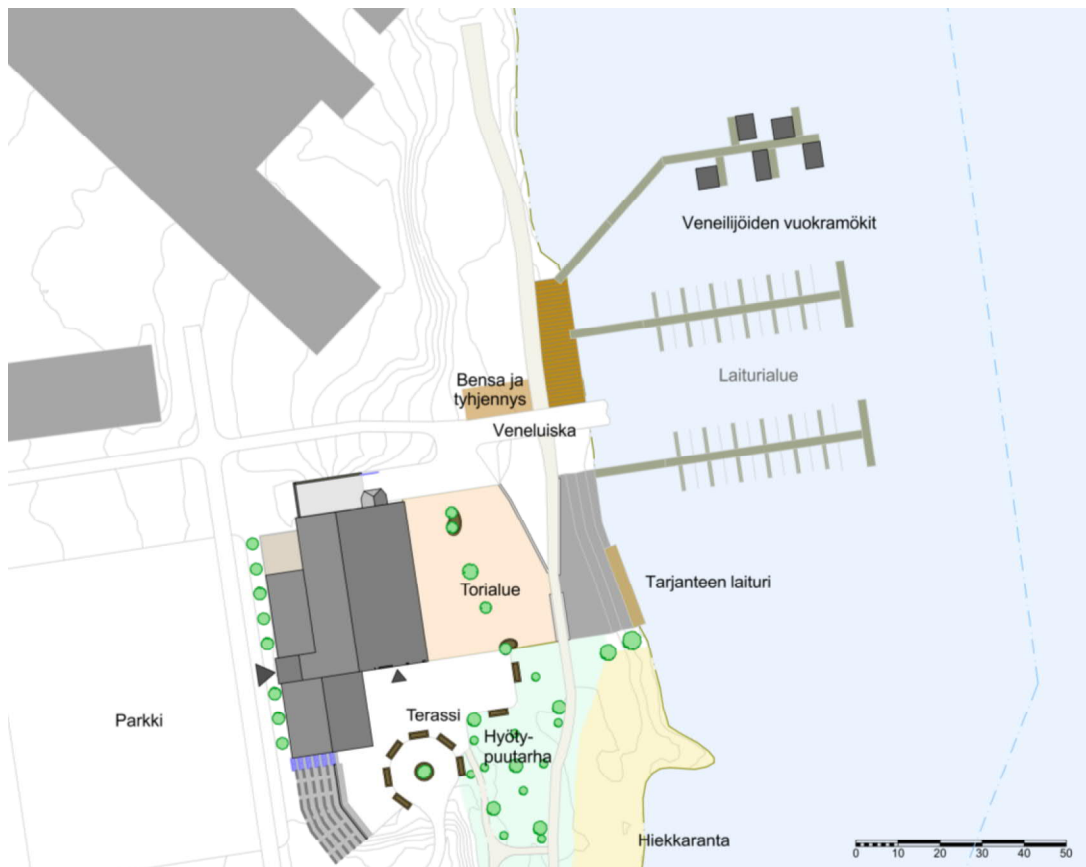 Veneilijöiden vuokramökit
Bensa ja
tyhjennys
Laiturialue
Veneluiska
Torialue
Tarjanteen laituri
Parkki
Terassi
Hyöty-
puutarha
Hiekkaranta
0 10 20 30 40 50